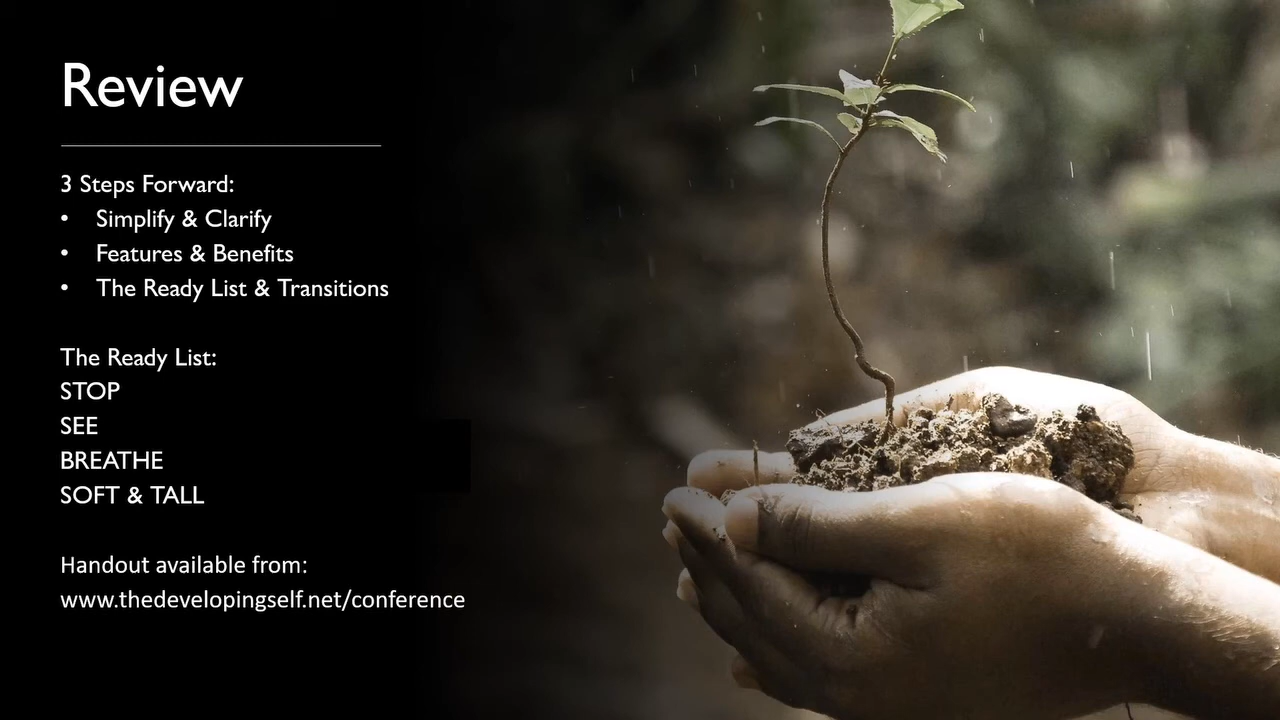 Review
3 Steps Forward:
• Simplify & Clarify
• Features & Benefits
• The Ready List & Transitions
The Ready List:
STOP
SEE
BREATHE
SOFT & TALL
Handout available from:
www.thedevelopingself.net/conference